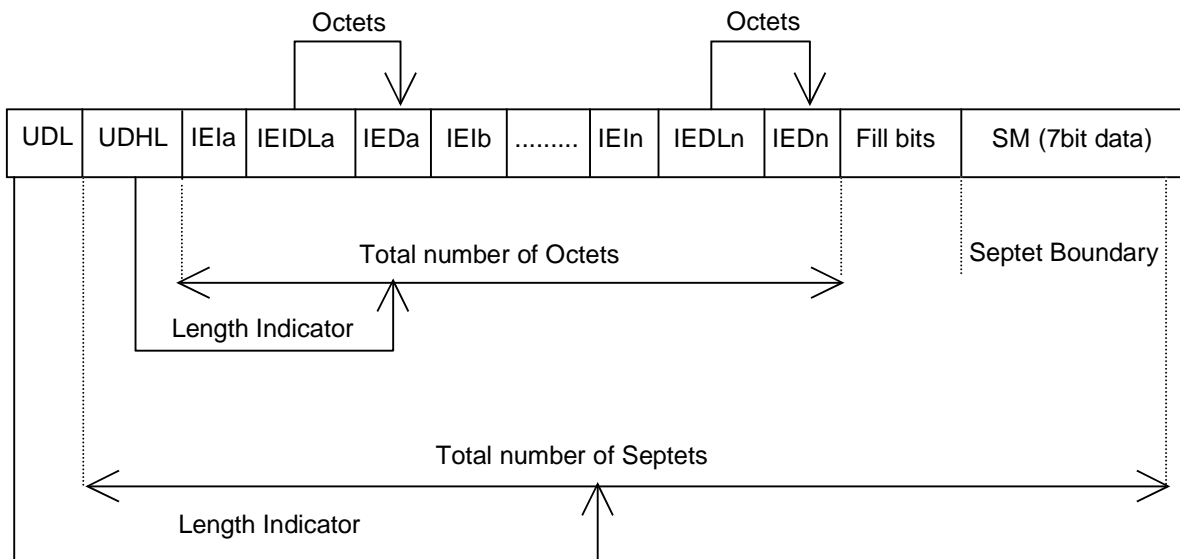 Octets Octets
UDL UDHL IEIa IEIDLa IEDa IEIb ......... IEIn IEDLn IEDn Fill bits SM (7bit data)
Total number of Octets Septet Boundary
Length Indicator
Total number of Septets
Length Indicator